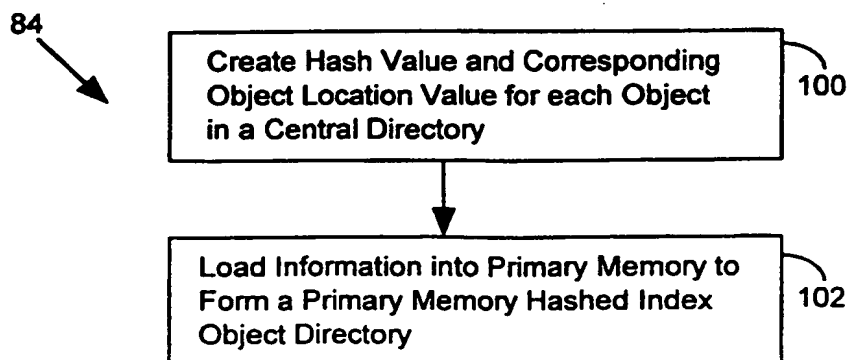 84
Create Hash Value and Corresponding
Object Location Value for each Object
in a Central Directory
100
Load Information into Primary Memory to
Form a Primary Memory Hashed Index
Object Directory
102